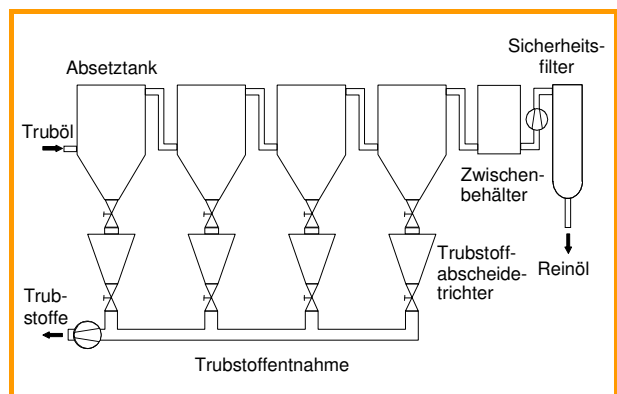 Sicherheits-
filter
Absetztank
Truböl
Zwischen-
behälter
Trubstoff-
abscheide-
trichter
Reinöl
Trub-
stoffe
Trubstoffentnahme